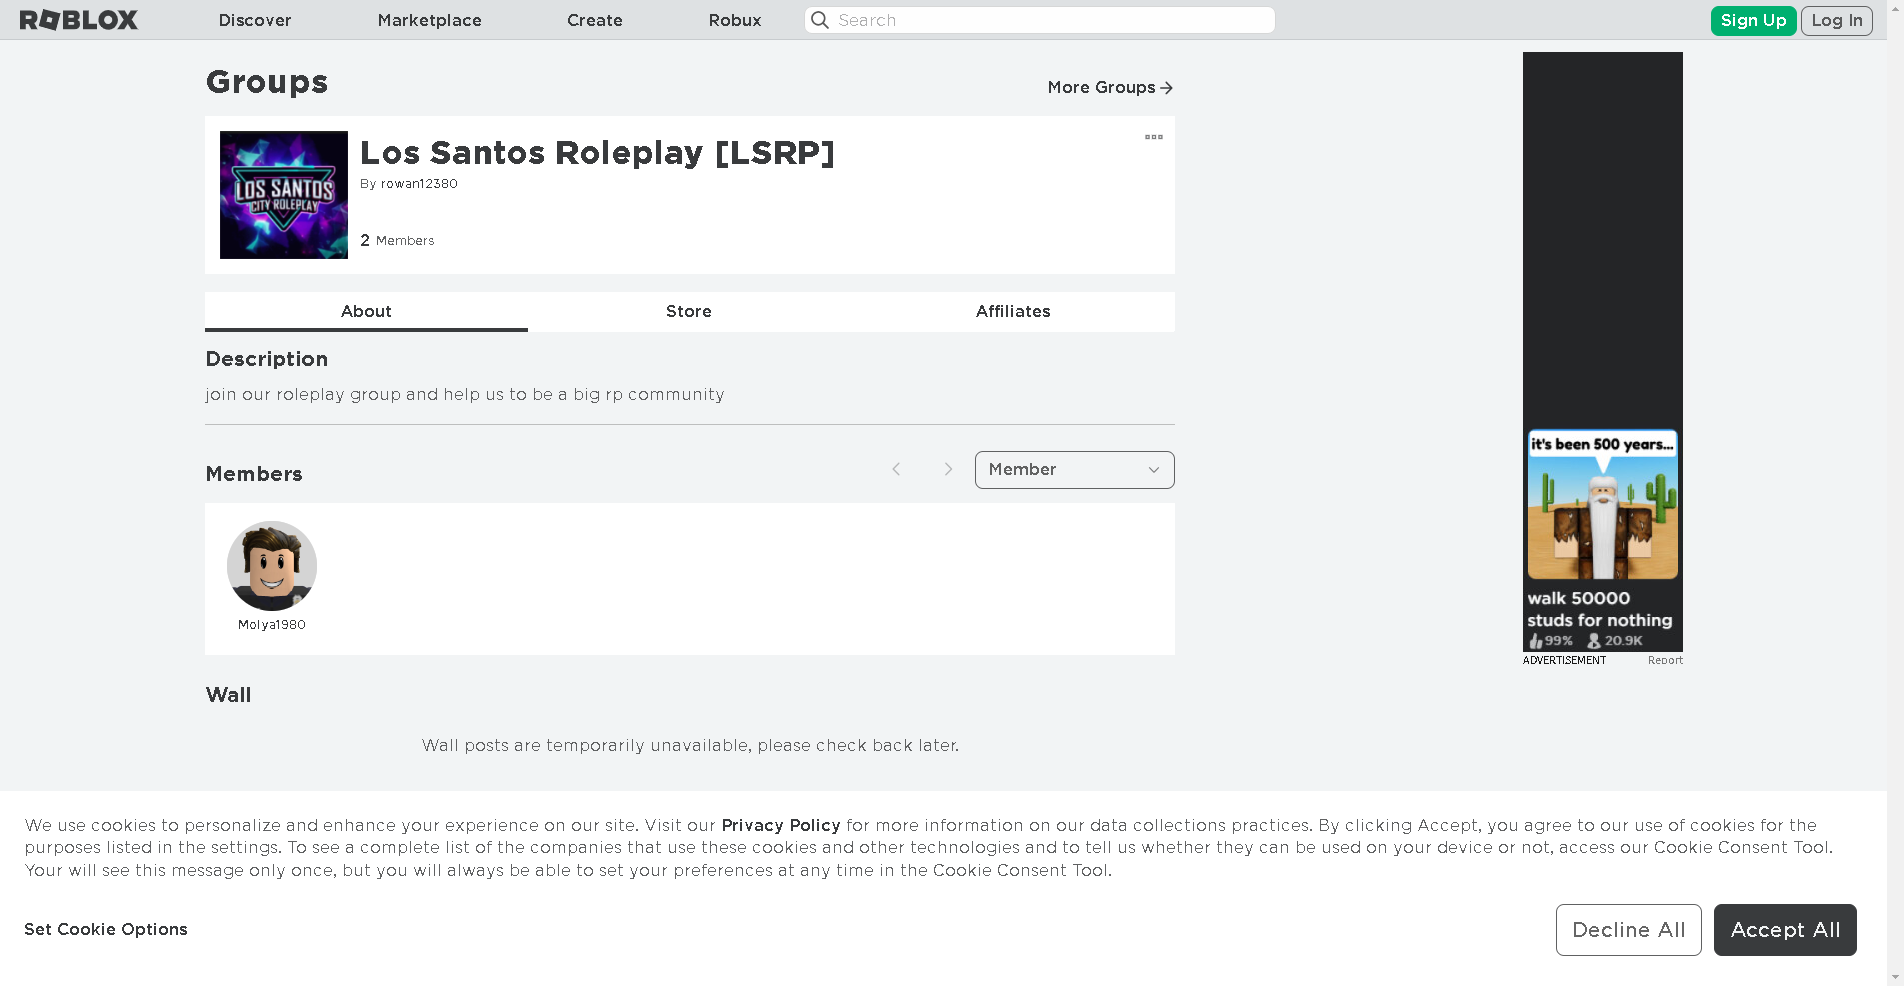 ROBLOX
Discover
Marketplace
Create
Robux
Search
Sign Up
Log In
Groups
More Groups
LOS SANTOS
CITY ROLEPLAY
Los Santos Roleplay [LSRP]
By rowan12380
2 Members
About
Store
Affiliates
Description
join our roleplay group and help us to be a big rp community
Members
Member
Molya1980
Wall
Wall posts are temporarily unavailable, please check back later.
it's been 500 years...
walk 50000
studs for nothing
99% 20.9K
ADVERTISEMENT
Report
We use cookies to personalize and enhance your experience on our site. Visit our Privacy Policy for more information on our data collections practices. By clicking Accept, you agree to our use of cookies for the
purposes listed in the settings. To see a complete list of the companies that use these cookies and other technologies and to tell us whether they can be used on your device or not, access our Cookie Consent Tool.
Your will see this message only once, but you will always be able to set your preferences at any time in the Cookie Consent Tool.
Set Cookie Options
Decline All
Accept All